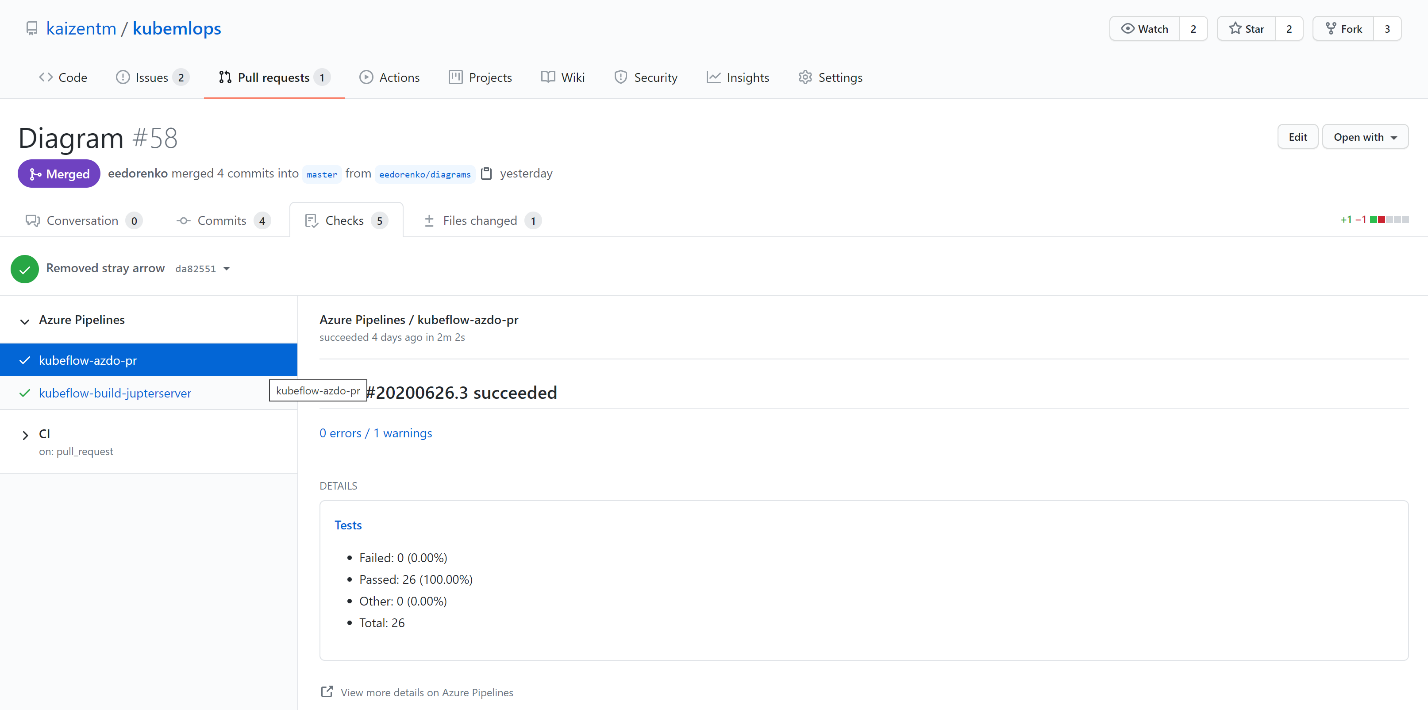 kaizentm / kubemlops
Watch 2 Star 2 Fork 3
Code Issues 2 Pull requests 1 Actions Projects Wiki Security Insights Settings
Diagram #58
Edit Open with
Merged eedorenko merged 4 commits into master from eedorenko/diagrams yesterday
Conversation 0 Commits 4 Checks 5 Files changed 1 +1 −1
Removed stray arrow da82551
Azure Pipelines
kubeflow-azdo-pr
kubeflow-build-jupterserver
CI
on: pull_request
Azure Pipelines / kubeflow-azdo-pr
succeeded 4 days ago in 2m 2s
kubeflow-azdo-pr
#20200626.3 succeeded
0 errors / 1 warnings
DETAILS
Tests
• Failed: 0 (0.00%)
• Passed: 26 (100.00%)
• Other: 0 (0.00%)
• Total: 26
View more details on Azure Pipelines